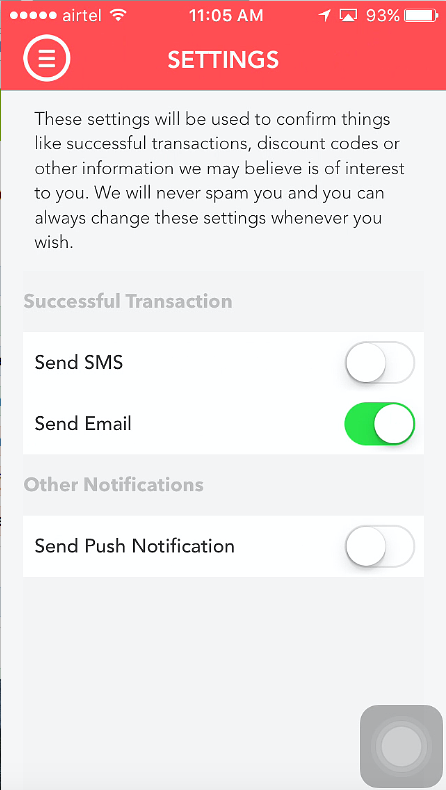 airtel 11:05 AM 93%
SETTINGS
These settings will be used to confirm things
like successful transactions, discount codes or
other information we may believe is of interest
to you. We will never spam you and you can
always change these settings whenever you
wish.
Successful Transaction
Send SMS
Send Email
Other Notifications
Send Push Notification